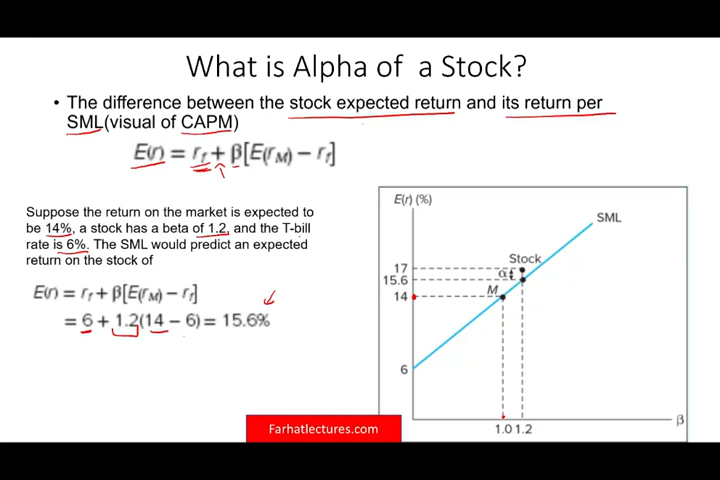 What is Alpha of a Stock?
• The difference between the stock expected return and its return per
SML(visual of CAPM)
E(r) = rf + β[E(rM) − rf]
Suppose the return on the market is expected to
be 14%, a stock has a beta of 1.2, and the T-bill
rate is 6%. The SML would predict an expected
return on the stock of
E(r) = rf + β[E(rM) − rf]
= 6 + 1.2(14 − 6) = 15.6%
E(r) (%)
SML
Stock
17
α
15.6
M
14
6
β
1.0 1.2
Farhatlectures.com